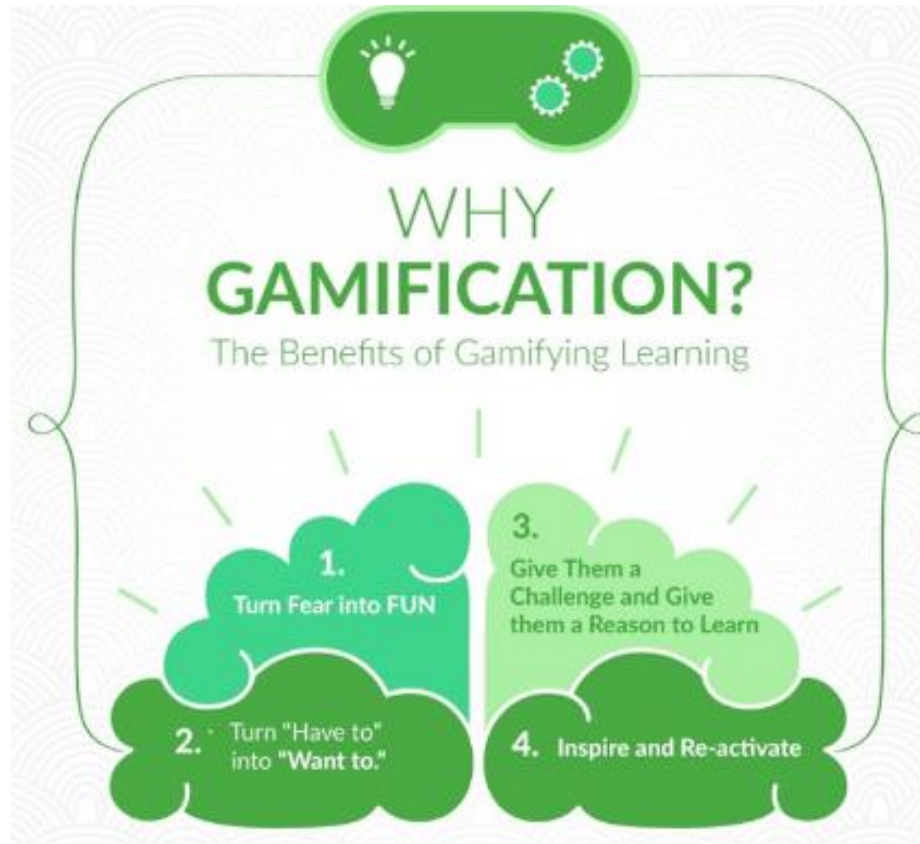 WHY
GAMIFICATION?
The Benefits of Gamifying Learning
1.
Turn Fear into FUN
2. Turn "Have to"
into "Want to."
3.
Give Them a
Challenge and Give
them a Reason to Learn
4. Inspire and Re-activate